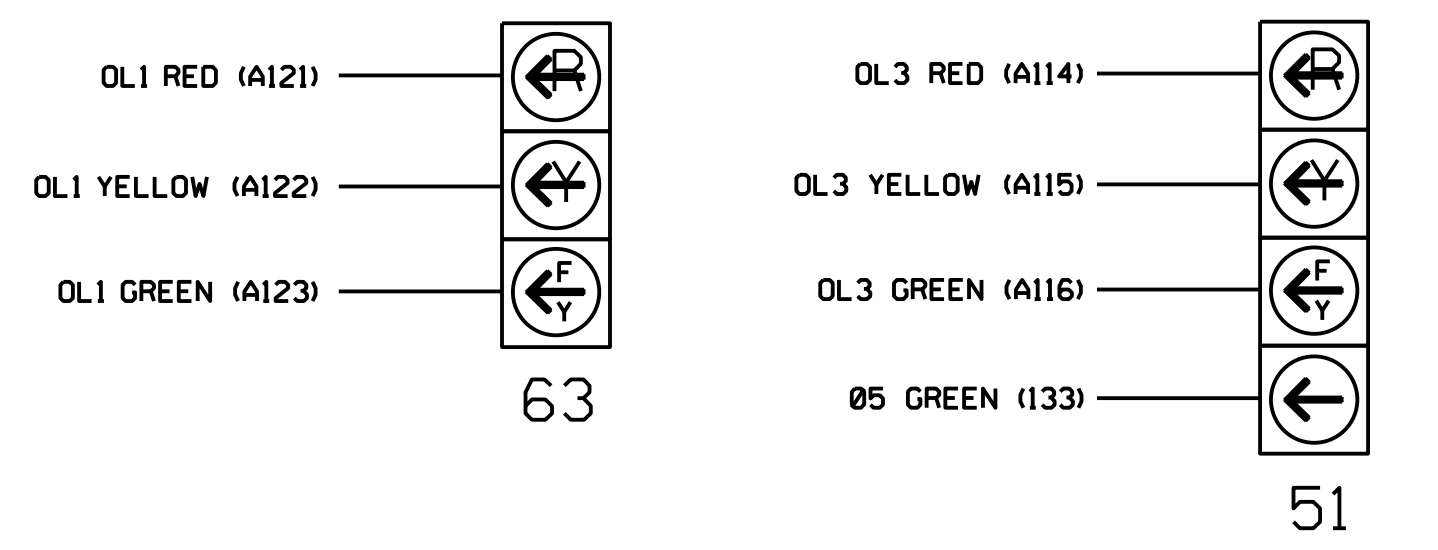 OL1 RED (A121)
R
OL1 YELLOW (A122)
Y
OL1 GREEN (A123)
F
Y
63
OL3 RED (A114)
R
OL3 YELLOW (A115)
Y
OL3 GREEN (A116)
F
Y
Ø5 GREEN (133)
51